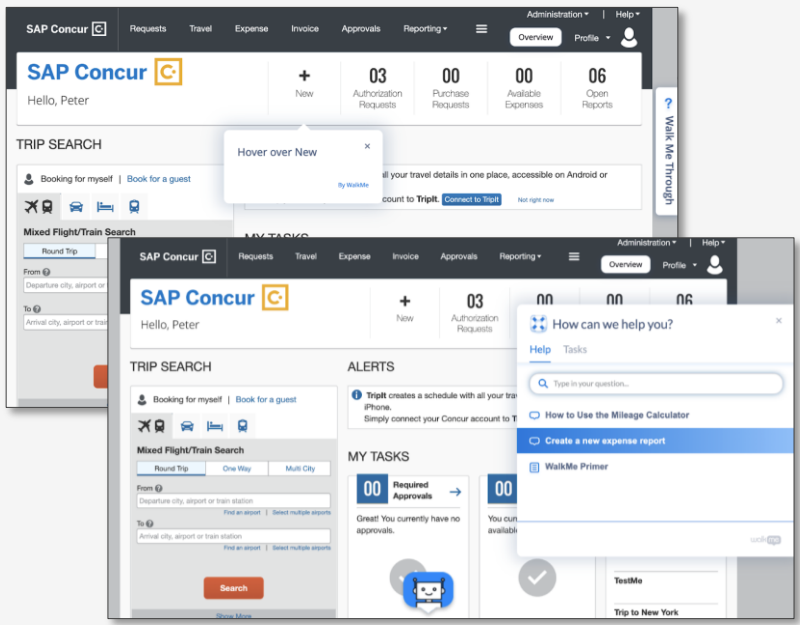 Administration | Help
SAP Concur C Requests Travel Expense Invoice Approvals Reporting
Overview Profile
SAP Concur C
Hello, Peter
+
New
03
Authorization
Requests
00
Purchase
Requests
00
Available
Expenses
06
Open
Reports
? Walk Me Through
TRIP SEARCH
Hover over New ×
By WalkMe
Booking for myself | Book for a guest
all your travel details in one place, accessible on Android or
count to TripIt. Connect to TripIt Not right now
MY TASKS
Mixed Flight/Train Search
Round Trip
From ?
Departure city, airport or
To ?
Arrival city, airport or train
Administration | Help
SAP Concur C Requests Travel Expense Invoice Approvals Reporting
Overview Profile
SAP Concur C
Hello, Peter
+
New
03
Authorization
Requests
00
00
06
TRIP SEARCH
Booking for myself | Book for a guest
Mixed Flight/Train Search
Round Trip One Way Multi City
From ?
Departure city, airport or train station
Find an airport | Select multiple airports
To ?
Arrival city, airport or train station
Find an airport | Select multiple airports
Search
Show More
ALERTS
TripIt creates a schedule with all your trav
iPhone.
Simply connect your Concur account to T
MY TASKS
00 Required
Approvals →
Great! You currently have no
approvals.
00
You cur
available
TestMe
Trip to New York
How can we help you? ×
Help Tasks
Type in your question...
How to Use the Mileage Calculator
Create a new expense report
WalkMe Primer
walkme